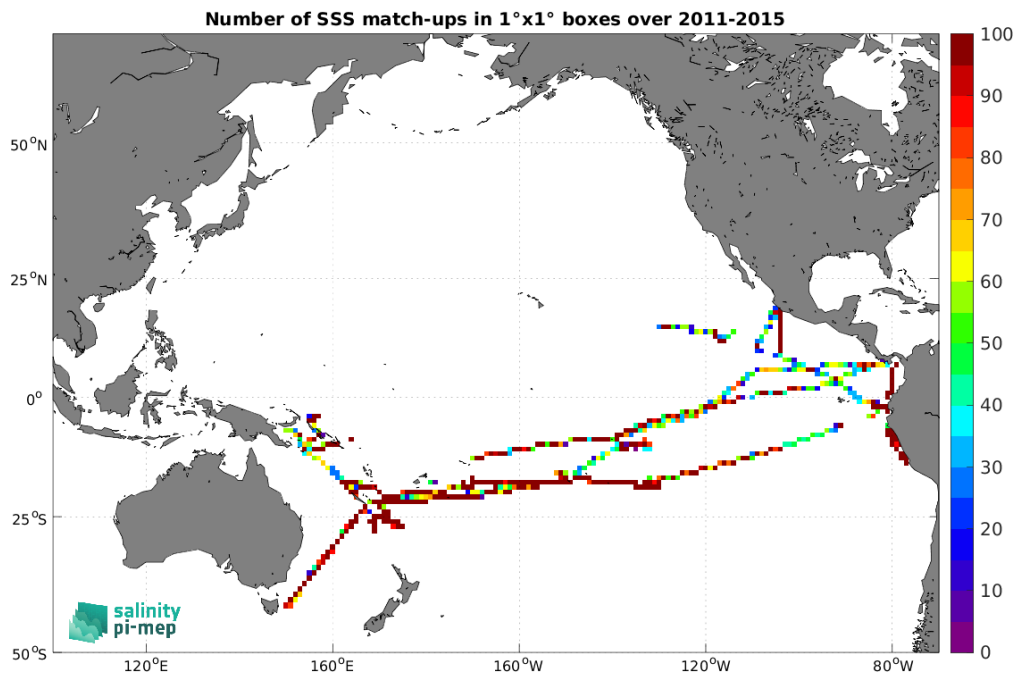 Number of SSS match-ups in 1°x1° boxes over 2011-2015
50°N
25°N
0°
25°S
50°S
120°E
160°E
160°W
120°W
80°W
100
90
80
70
60
50
40
30
20
10
0
salinity
pi-mep